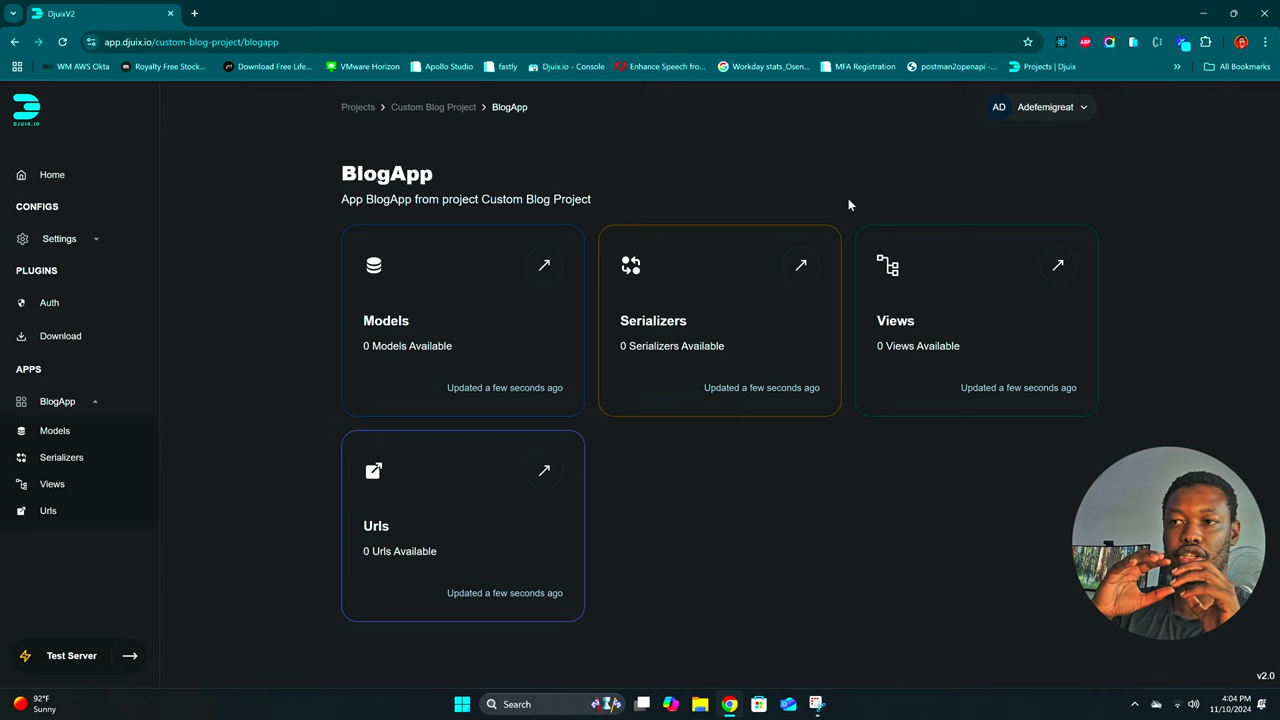 DjuixV2
app.djuix.io/custom-blog-project/blogapp
WM AWS Okta
Royalty Free Stock...
Download Free Life...
VMware Horizon
Apollo Studio
fastly
Djuix.io - Console
Enhance Speech fro...
Workday stats_Osen...
MFA Registration
postman2openapi -...
Projects | Djuix
All Bookmarks
DJUIX.IO
Projects
Custom Blog Project
BlogApp
AD
Adefemigreat
Home
CONFIGS
Settings
PLUGINS
Auth
Download
APPS
BlogApp
Models
Serializers
Views
Urls
Test Server
BlogApp
App BlogApp from project Custom Blog Project
Models
0 Models Available
Updated a few seconds ago
Serializers
0 Serializers Available
Updated a few seconds ago
Views
0 Views Available
Updated a few seconds ago
Urls
0 Urls Available
Updated a few seconds ago
v2.0
92°F
Sunny
Search
4:04 PM
11/10/2024